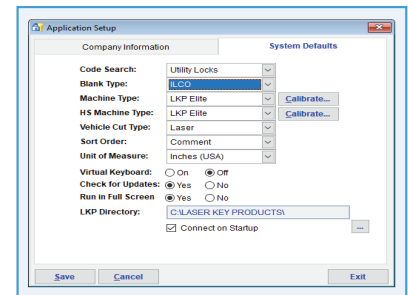 Application Setup
Company Information
System Defaults
Code Search: Utility Locks
Blank Type: ILCO
Machine Type: LKP Elite Calibrate...
HS Machine Type: LKP Elite Calibrate...
Vehicle Cut Type: Laser
Sort Order: Comment
Unit of Measure: Inches (USA)
Virtual Keyboard: On Off
Check for Updates: Yes No
Run in Full Screen Yes No
LKP Directory: C:\LASER KEY PRODUCTS\
Connect on Startup ...
Save Cancel Exit